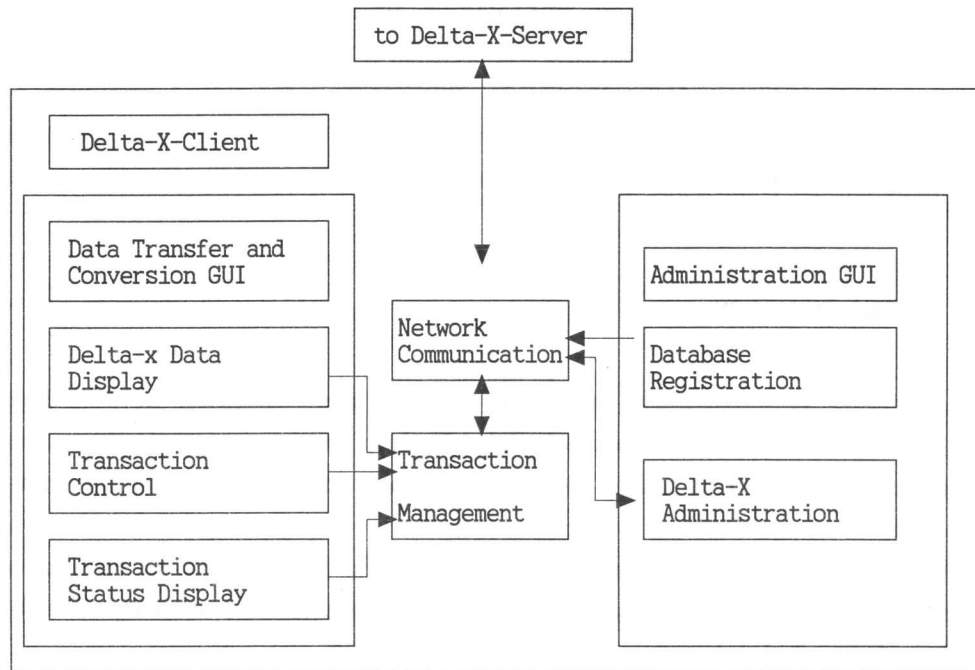 to Delta-X-Server
Delta-X-Client
Data Transfer and
Conversion GUI
Delta-x Data
Display
Transaction
Control
Transaction
Status Display
Network
Communication
Transaction
Management
Administration GUI
Database
Registration
Delta-X
Administration